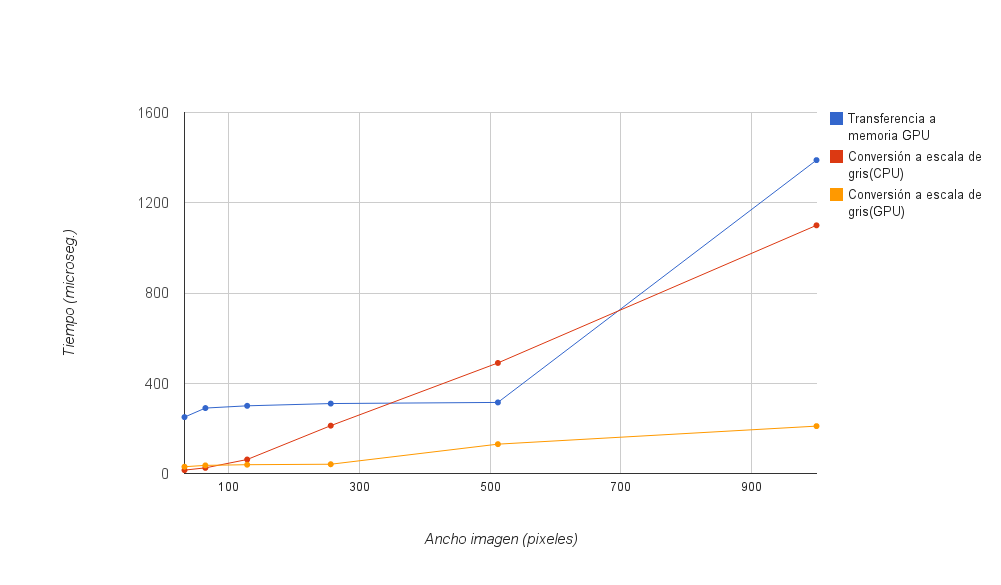 1600
1200
800
400
0
Tiempo (microseg.)
100
300
500
700
900
Ancho imagen (pixeles)
Transferencia a
memoria GPU
Conversión a escala de
gris(CPU)
Conversión a escala de
gris(GPU)